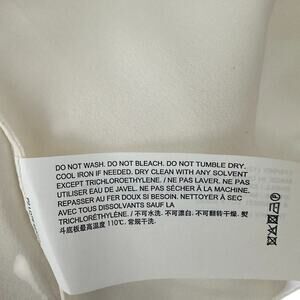 DO NOT WASH. DO NOT BLEACH. DO NOT TUMBLE DRY.
COOL IRON IF NEEDED. DRY CLEAN WITH ANY SOLVENT
EXCEPT TRICHLOROETHYLENE. / NE PAS LAVER. NE PAS
UTILISER EAU DE JAVEL. NE PAS SÉCHER À LA MACHINE.
REPASSER AU FER DOUX SI BESOIN. NETTOYER À SEC
AVEC TOUS DISSOLVANTS SAUF LA
TRICHLORÉTHYLÈNE. / 不可水洗. 不可漂白. 不可翻转干燥. 熨
斗底板最高温度 110℃. 常规干洗.